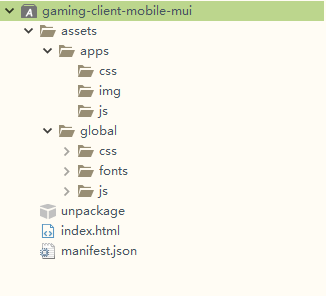 gaming-client-mobile-mui
assets
apps
css
img
js
global
css
fonts
js
unpackage
index.html
manifest.json